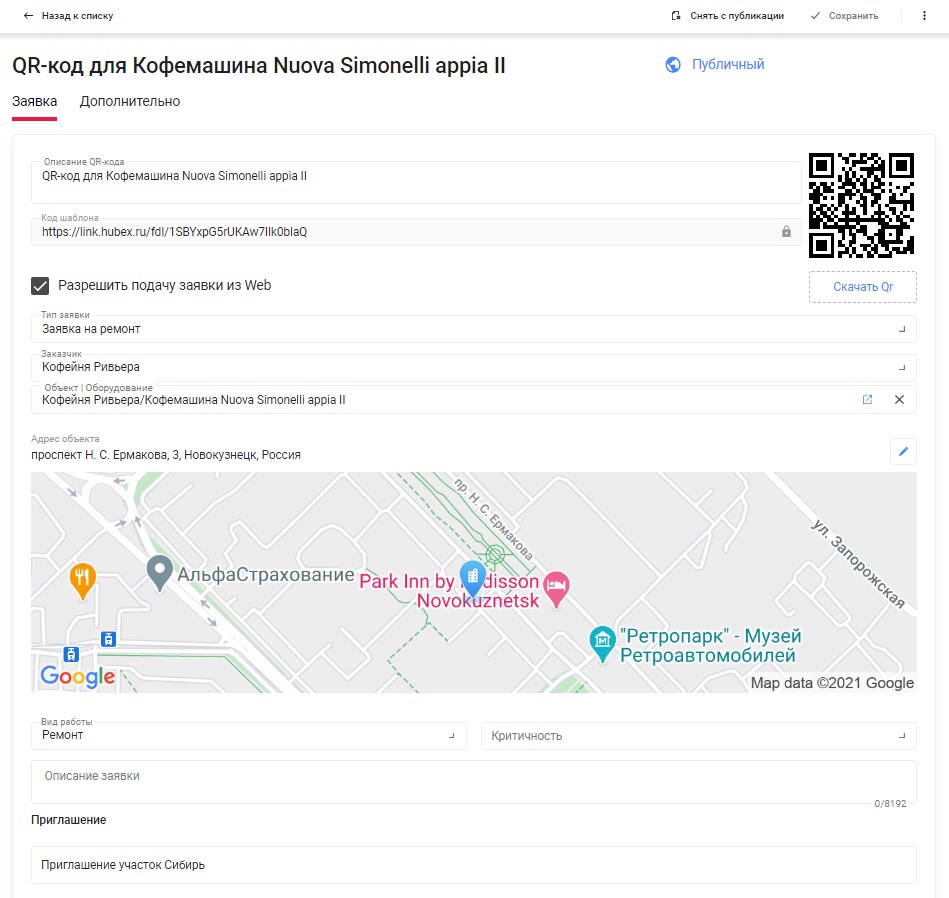 Назад к списку
Снять с публикации
Сохранить
QR-код для Кофемашина Nuova Simonelli appia II
Публичный
Заявка
Дополнительно
Описание QR-кода
QR-код для Кофемашина Nuova Simonelli appia II
Код шаблона
https://link.hubex.ru/fdl/1SBYxpG5rUKAw7IIk0blaQ
Разрешить подачу заявки из Web
Скачать Qr
Тип заявки
Заявка на ремонт
Заказчик
Кофейня Ривьера
Объект | Оборудование
Кофейня Ривьера/Кофемашина Nuova Simonelli appia II
Адрес объекта
проспект Н. С. Ермакова, 3, Новокузнецк, Россия
пр. Н. С. Ермакова
ул. Запорожская
АльфаСтрахование
Park Inn by Radisson
Novokuznetsk
"Ретропарк" - Музей
Ретроавтомобилей
Google
Map data ©2021 Google
Вид работы
Ремонт
Критичность
Описание заявки
0/8192
Приглашение
Приглашение участок Сибирь